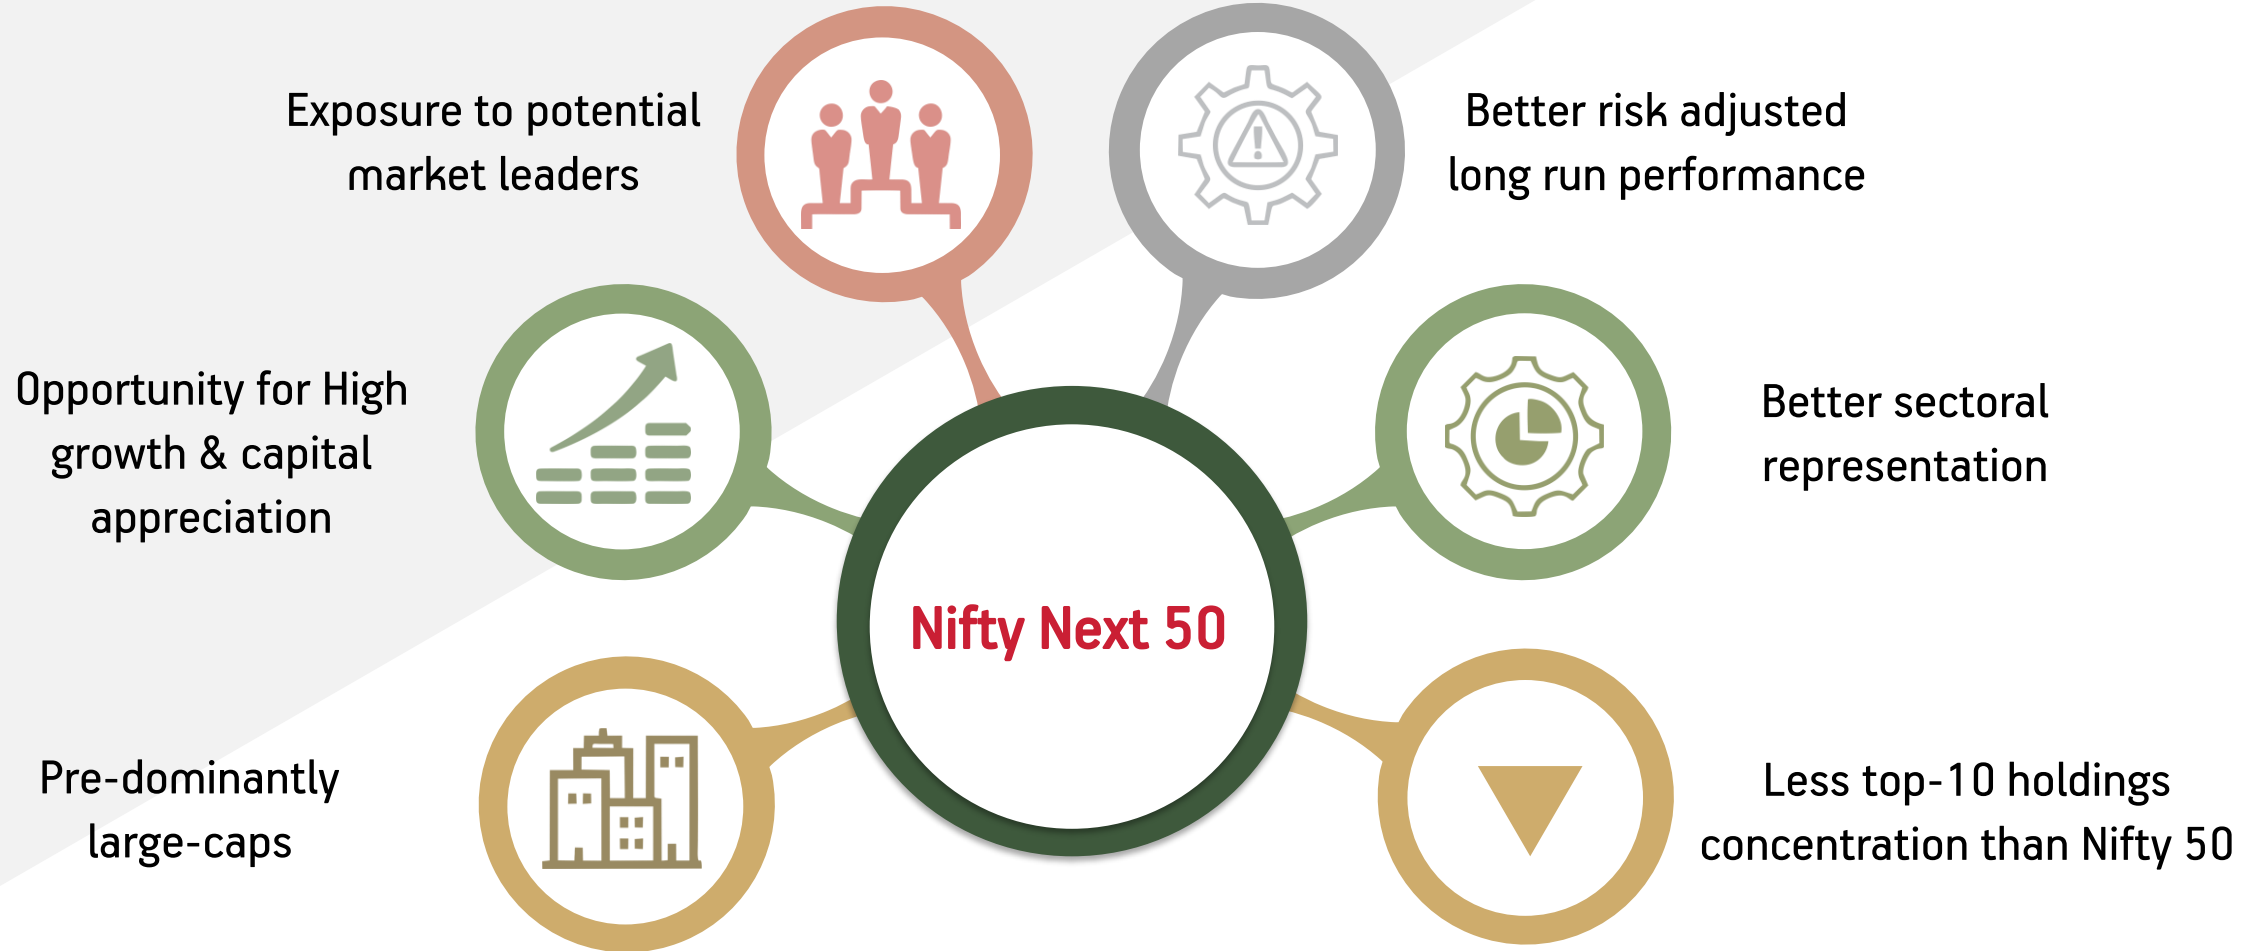 Exposure to potential
market leaders
Better risk adjusted
long run performance
Opportunity for High
growth & capital
appreciation
Better sectoral
representation
Nifty Next 50
Pre-dominantly
large-caps
Less top-10 holdings
concentration than Nifty 50